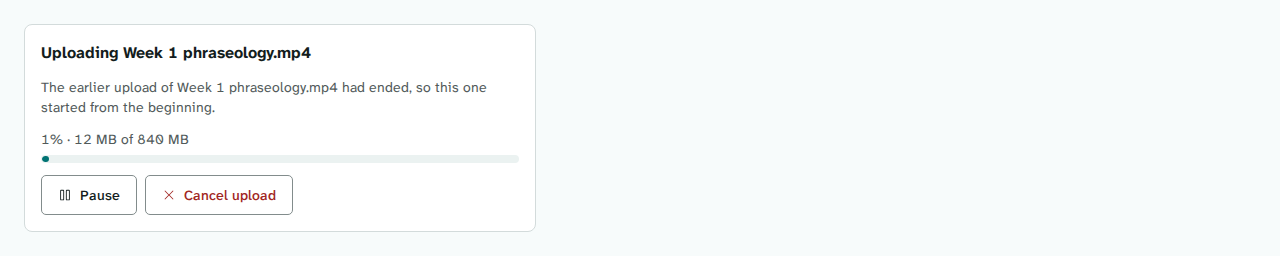 Uploading Week 1 phraseology.mp4
The earlier upload of Week 1 phraseology.mp4 had ended, so this one
started from the beginning.
1% · 12 MB of 840 MB
Pause
Cancel upload